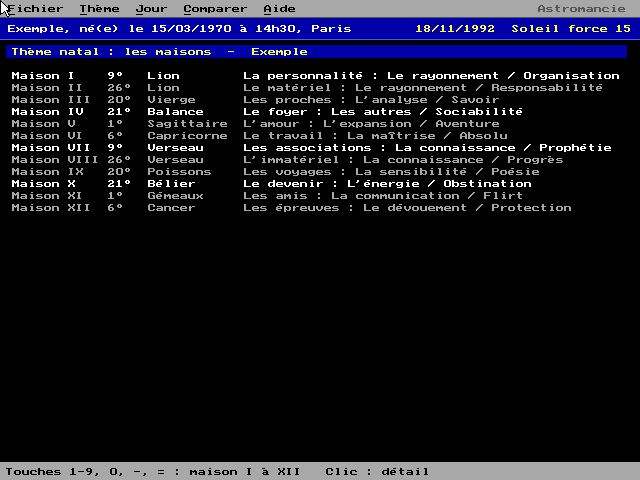 Fichier Thème Jour Comparer Aide Astromancie
Exemple, né(e) le 15/03/1970 à 14h30, Paris 18/11/1992 Soleil force 15
Thème natal : les maisons - Exemple
Maison I 9° Lion La personnalité : Le rayonnement / Organisation
Maison II 26° Lion Le matériel : Le rayonnement / Responsabilité
Maison III 20° Vierge Les proches : L'analyse / Savoir
Maison IV 21° Balance Le foyer : Les autres / Sociabilité
Maison V 1° Sagittaire L'amour : L'expansion / Aventure
Maison VI 6° Capricorne Le travail : La maîtrise / Absolu
Maison VII 9° Verseau Les associations : La connaissance / Prophétie
Maison VIII 26° Verseau L'immatériel : La connaissance / Progrès
Maison IX 20° Poissons Les voyages : La sensibilité / Poésie
Maison X 21° Bélier Le devenir : L'énergie / Obstination
Maison XI 1° Gémeaux Les amis : La communication / Flirt
Maison XII 6° Cancer Les épreuves : Le dévouement / Protection
Touches 1-9, 0, -, = : maison I à XII Clic : détail